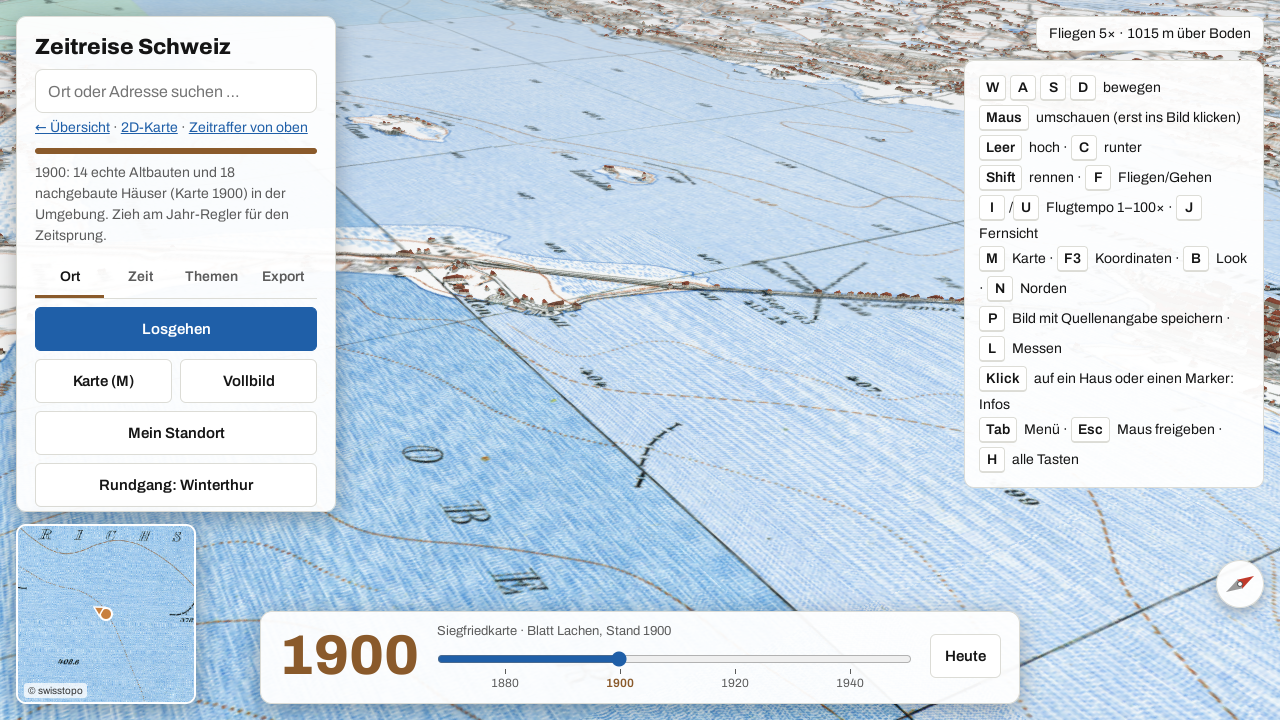 Zeitreise Schweiz
Ort oder Adresse suchen …
← Übersicht · 2D-Karte · Zeitraffer von oben
1900: 14 echte Altbauten und 18
nachgebaute Häuser (Karte 1900) in der
Umgebung. Zieh am Jahr-Regler für den
Zeitsprung.
Ort Zeit Themen Export
Losgehen
Karte (M) Vollbild
Mein Standort
Rundgang: Winterthur
R I C H S
408.6
© swisstopo
O
B
E
Fliegen 5× · 1015 m über Boden
W A S D bewegen
Maus umschauen (erst ins Bild klicken)
Leer hoch · C runter
Shift rennen · F Fliegen/Gehen
I / U Flugtempo 1–100× · J
Fernsicht
M Karte · F3 Koordinaten · B Look
· N Norden
P Bild mit Quellenangabe speichern ·
L Messen
Klick auf ein Haus oder einen Marker:
Infos
Tab Menü · Esc Maus freigeben ·
H alle Tasten
1900
Siegfriedkarte · Blatt Lachen, Stand 1900
1880 1900 1920 1940
Heute